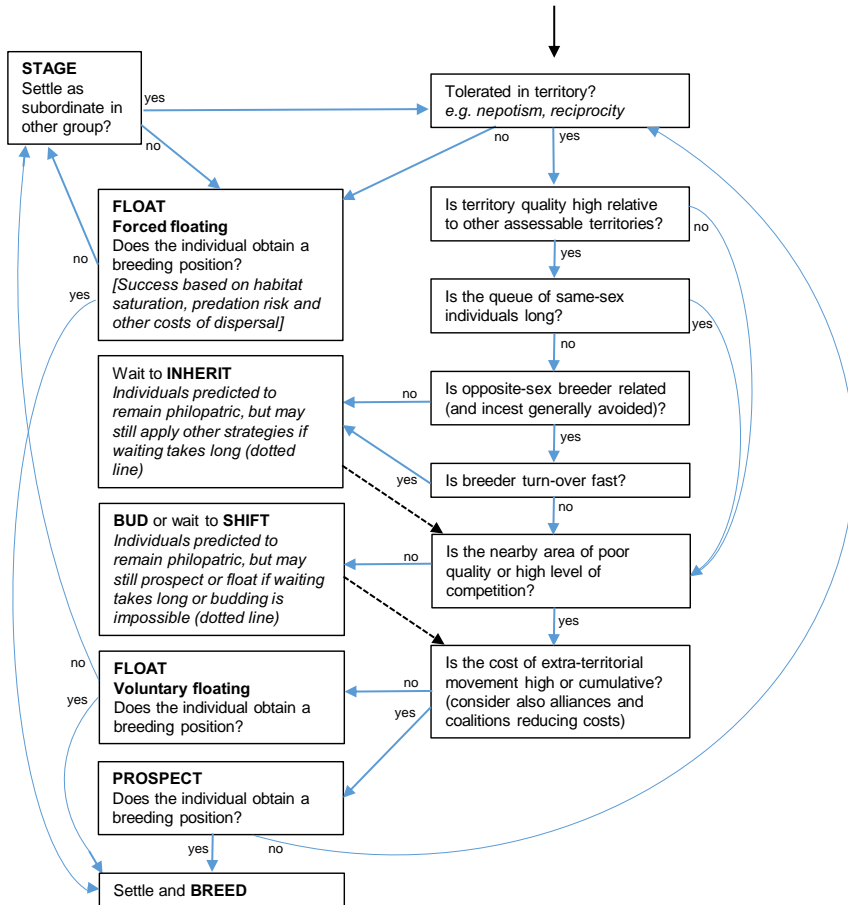 STAGE
Settle as
subordinate in
other group?
yes
no
Tolerated in territory?
e.g. nepotism, reciprocity
no
yes
FLOAT
Forced floating
Does the individual obtain a
breeding position?
[Success based on habitat
saturation, predation risk and
other costs of dispersal]
no
yes
Is territory quality high relative
to other assessable territories?
no
yes
Is the queue of same-sex
individuals long?
yes
no
Wait to INHERIT
Individuals predicted to
remain philopatric, but may
still apply other strategies if
waiting takes long (dotted
line)
no
Is opposite-sex breeder related
(and incest generally avoided)?
yes
yes
Is breeder turn-over fast?
no
BUD or wait to SHIFT
Individuals predicted to
remain philopatric, but may
still prospect or float if waiting
takes long or budding is
impossible (dotted line)
no
Is the nearby area of poor
quality or high level of
competition?
yes
no
yes
FLOAT
Voluntary floating
Does the individual obtain a
breeding position?
no
yes
Is the cost of extra-territorial
movement high or cumulative?
(consider also alliances and
coalitions reducing costs)
PROSPECT
Does the individual obtain a
breeding position?
yes
no
Settle and BREED